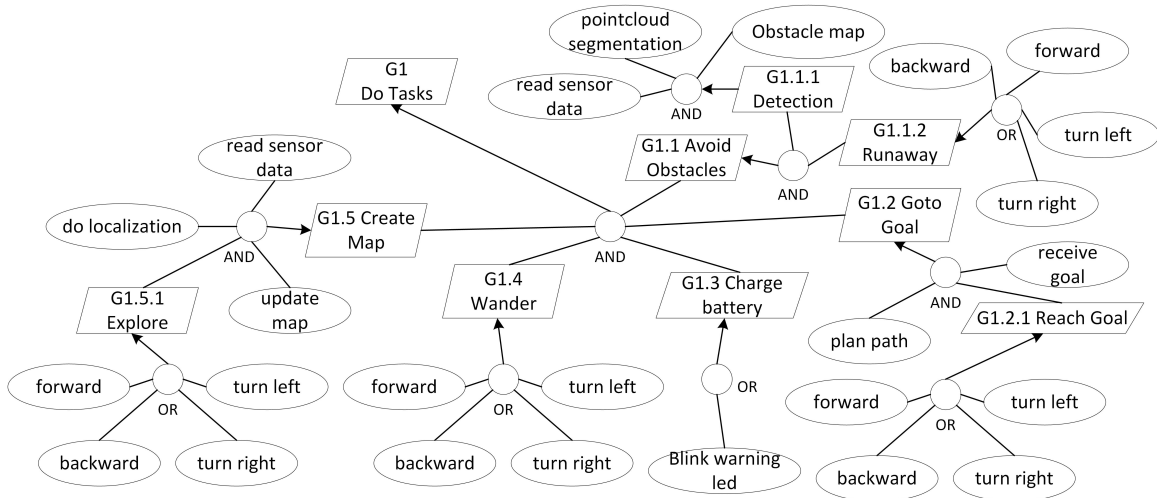 pointcloud
segmentation
Obstacle map
G1
Do Tasks
read sensor
data
AND
G1.1.1
Detection
backward
forward
OR
turn left
turn right
G1.1 Avoid
Obstacles
AND
G1.1.2
Runaway
read sensor
data
do localization
AND
G1.5 Create
Map
AND
G1.2 Goto
Goal
G1.5.1
Explore
update
map
G1.4
Wander
G1.3 Charge
battery
receive
goal
AND
plan path
G1.2.1 Reach Goal
forward
turn left
OR
backward
turn right
forward
turn left
OR
backward
turn right
OR
Blink warning
led
forward
turn left
OR
backward
turn right